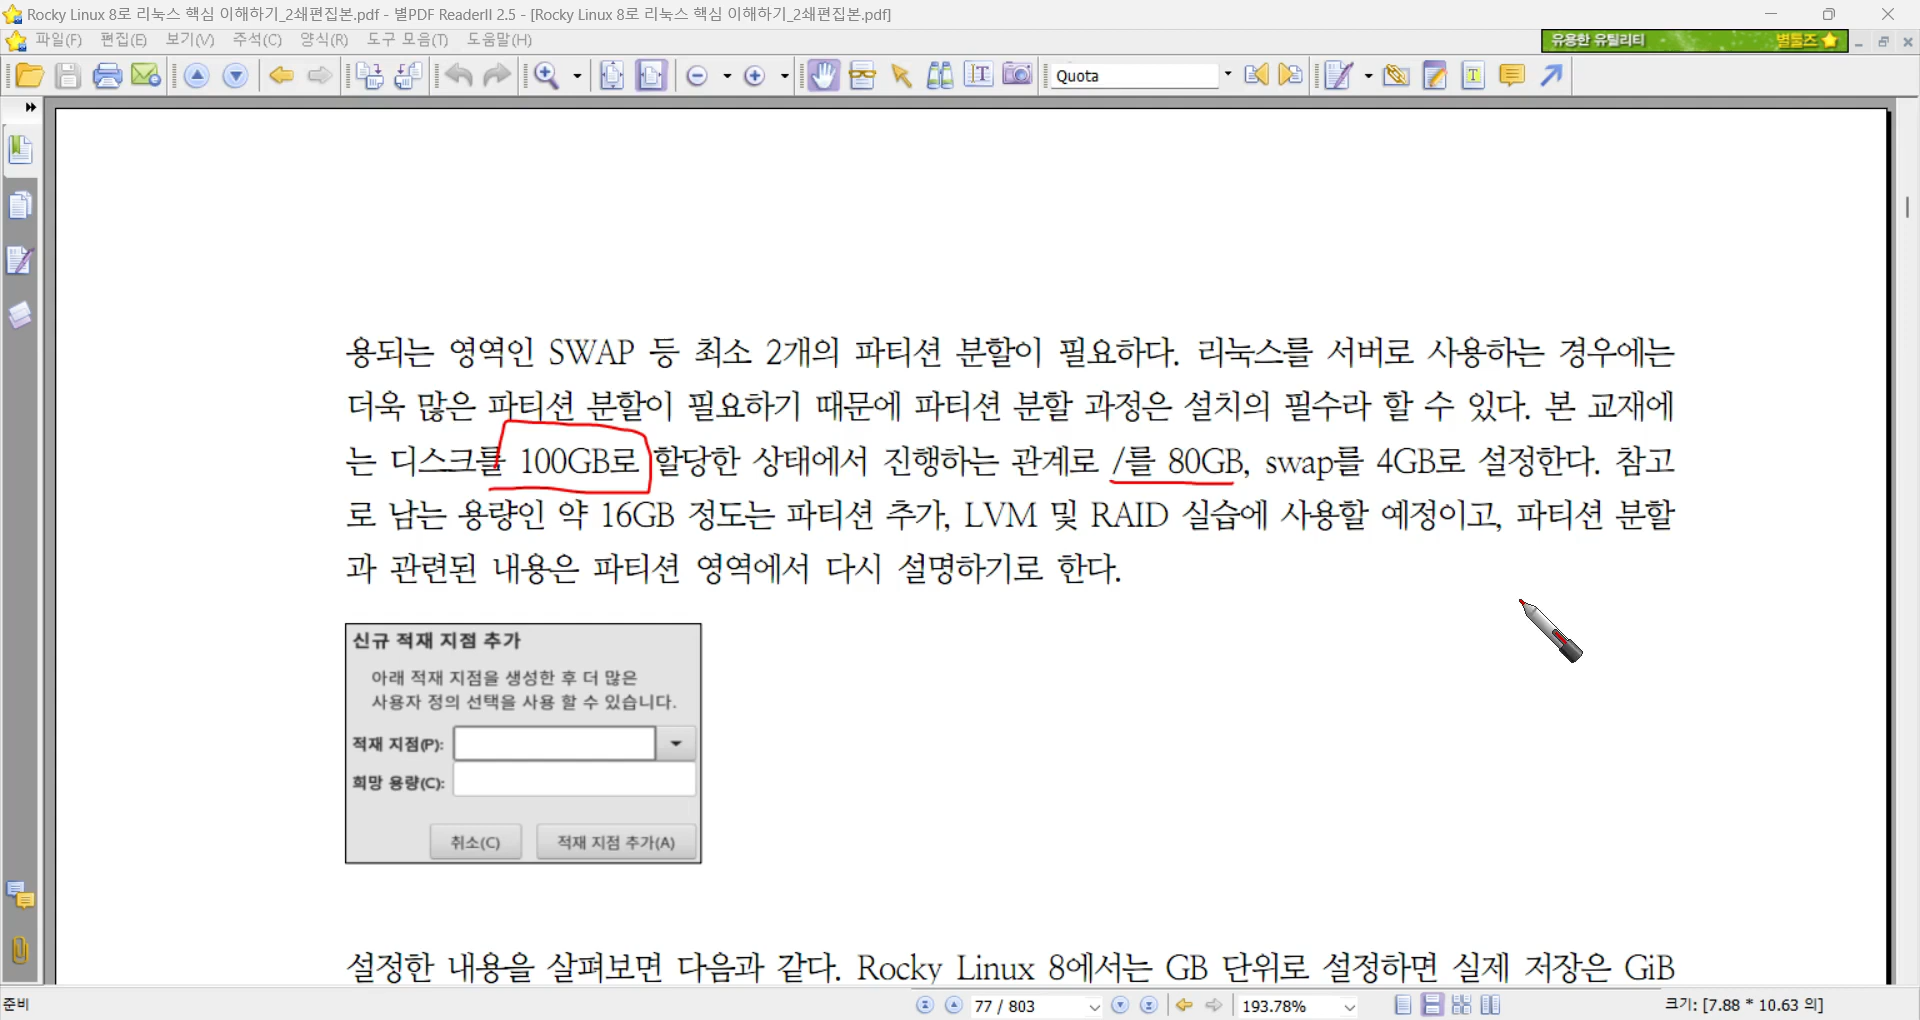 Rocky Linux 8로 리눅스 핵심 이해하기_2쇄편집본.pdf - 별PDF ReaderII 2.5 - [Rocky Linux 8로 리눅스 핵심 이해하기_2쇄편집본.pdf]
파일(F) 편집(E) 보기(V) 주석(C) 양식(R) 도구 모음(T) 도움말(H)
유용한 유틸리티 별툴즈
Quota
용되는 영역인 SWAP 등 최소 2개의 파티션 분할이 필요하다. 리눅스를 서버로 사용하는 경우에는
더욱 많은 파티션 분할이 필요하기 때문에 파티션 분할 과정은 설치의 필수라 할 수 있다. 본 교재에
는 디스크를 100GB로 할당한 상태에서 진행하는 관계로 /를 80GB, swap를 4GB로 설정한다. 참고
로 남는 용량인 약 16GB 정도는 파티션 추가, LVM 및 RAID 실습에 사용할 예정이고, 파티션 분할
과 관련된 내용은 파티션 영역에서 다시 설명하기로 한다.
신규 적재 지점 추가
아래 적재 지점을 생성한 후 더 많은
사용자 정의 선택을 사용 할 수 있습니다.
적재 지점(P):
희망 용량(C):
취소(C) 적재 지점 추가(A)
설정한 내용을 살펴보면 다음과 같다. Rocky Linux 8에서는 GB 단위로 설정하면 실제 저장은 GiB
준비 77 / 803 193.78% 크기: [7.88 * 10.63 의]